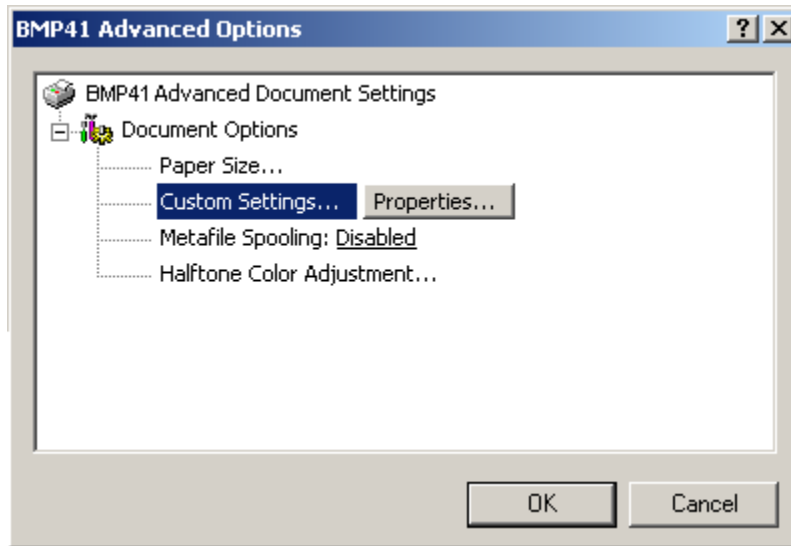 BMP41 Advanced Options
BMP41 Advanced Document Settings
Document Options
Paper Size...
Custom Settings... Properties...
Metafile Spooling: Disabled
Halftone Color Adjustment...
OK Cancel